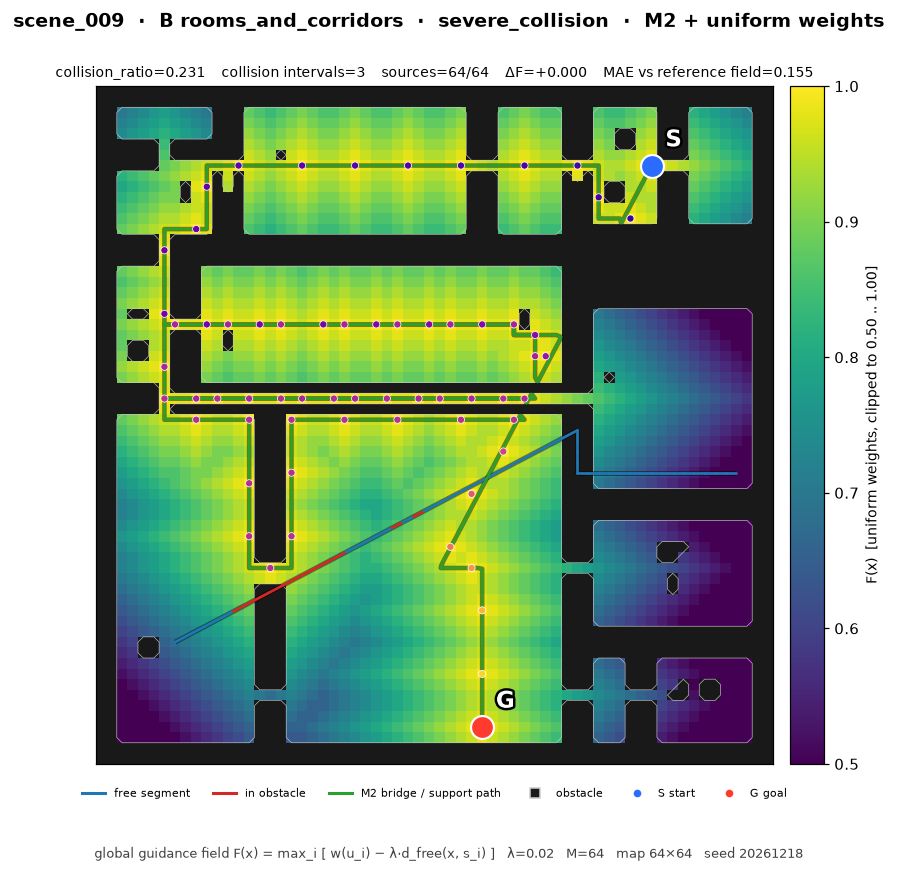 scene_009 · B rooms_and_corridors · severe_collision · M2 + uniform weights
collision_ratio=0.231 collision intervals=3 sources=64/64 ΔF=+0.000 MAE vs reference field=0.155
S
G
1.0
0.9
0.8
0.7
0.6
0.5
F(x) [uniform weights, clipped to 0.50 .. 1.00]
free segment
in obstacle
M2 bridge / support path
obstacle
S start
G goal
global guidance field F(x) = max_i [ w(u_i) − λ·d_free(x, s_i) ] λ=0.02 M=64 map 64×64 seed 20261218